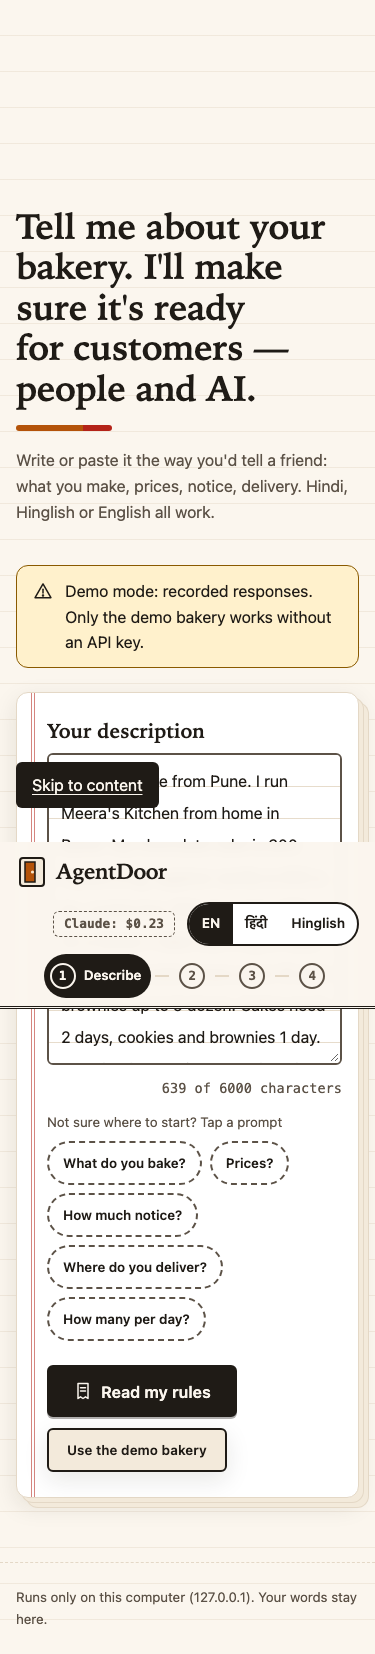 Tell me about your
bakery. I'll make
sure it's ready
for customers —
people and AI.
Write or paste it the way you'd tell a friend:
what you make, prices, notice, delivery. Hindi,
Hinglish or English all work.
Demo mode: recorded responses.
Only the demo bakery works without
an API key.
Your description
e from Pune. I run
Skip to content
Meera's Kitchen from home in
AgentDoor
Claude: $0.23
EN हिंदी Hinglish
1 Describe 2 3 4
2 days, cookies and brownies 1 day.
639 of 6000 characters
Not sure where to start? Tap a prompt
What do you bake? Prices?
How much notice?
Where do you deliver?
How many per day?
Read my rules
Use the demo bakery
Runs only on this computer (127.0.0.1). Your words stay
here.